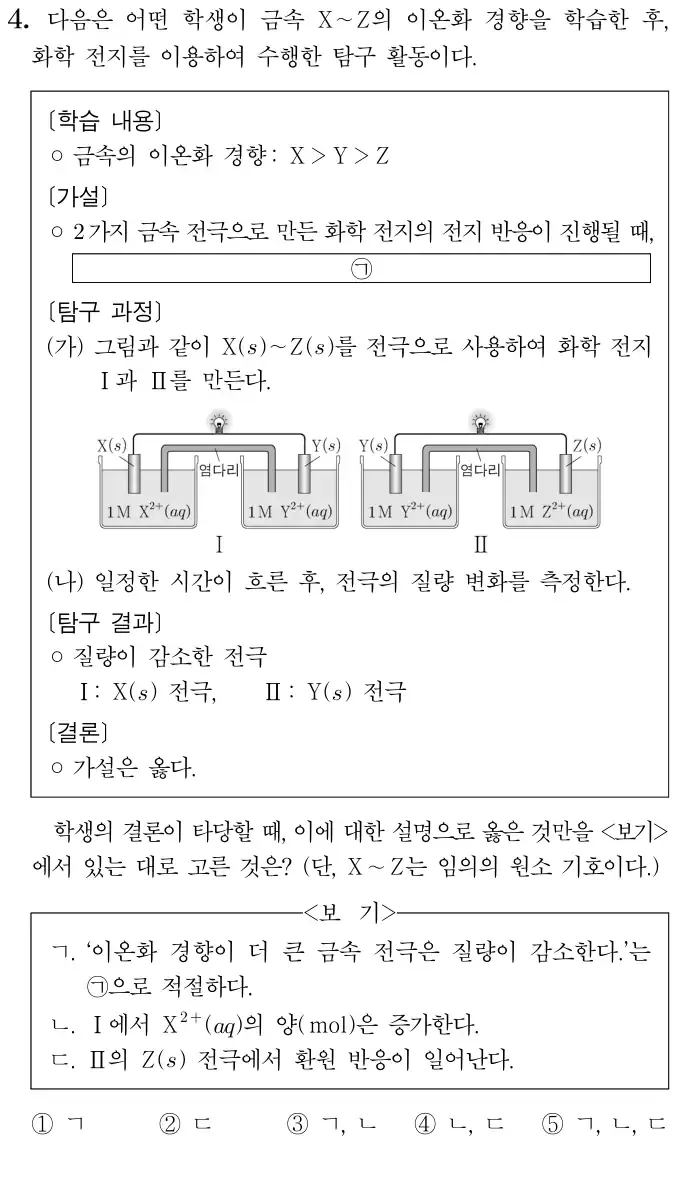 4. 다음은 어떤 학생이 금속 X~Z의 이온화 경향을 학습한 후,
화학 전지를 이용하여 수행한 탐구 활동이다.
[학습 내용]
○ 금속의 이온화 경향: X > Y > Z
[가설]
○ 2가지 금속 전극으로 만든 화학 전지의 전지 반응이 진행될 때,
㉠
[탐구 과정]
(가) 그림과 같이 X(s)~Z(s)를 전극으로 사용하여 화학 전지
Ⅰ과 Ⅱ를 만든다.
X(s) Y(s) Y(s) Z(s)
염다리 염다리
1M X²⁺(aq) 1M Y²⁺(aq) 1M Y²⁺(aq) 1M Z²⁺(aq)
Ⅰ Ⅱ
(나) 일정한 시간이 흐른 후, 전극의 질량 변화를 측정한다.
[탐구 결과]
○ 질량이 감소한 전극
Ⅰ: X(s) 전극, Ⅱ: Y(s) 전극
[결론]
○ 가설은 옳다.
학생의 결론이 타당할 때, 이에 대한 설명으로 옳은 것만을 <보기>
에서 있는 대로 고른 것은? (단, X~Z는 임의의 원소 기호이다.)
<보 기>
ㄱ. ‘이온화 경향이 더 큰 금속 전극은 질량이 감소한다.’는
㉠으로 적절하다.
ㄴ. Ⅰ에서 X²⁺(aq)의 양(mol)은 증가한다.
ㄷ. Ⅱ의 Z(s) 전극에서 환원 반응이 일어난다.
① ㄱ ② ㄷ ③ ㄱ, ㄴ ④ ㄴ, ㄷ ⑤ ㄱ, ㄴ, ㄷ